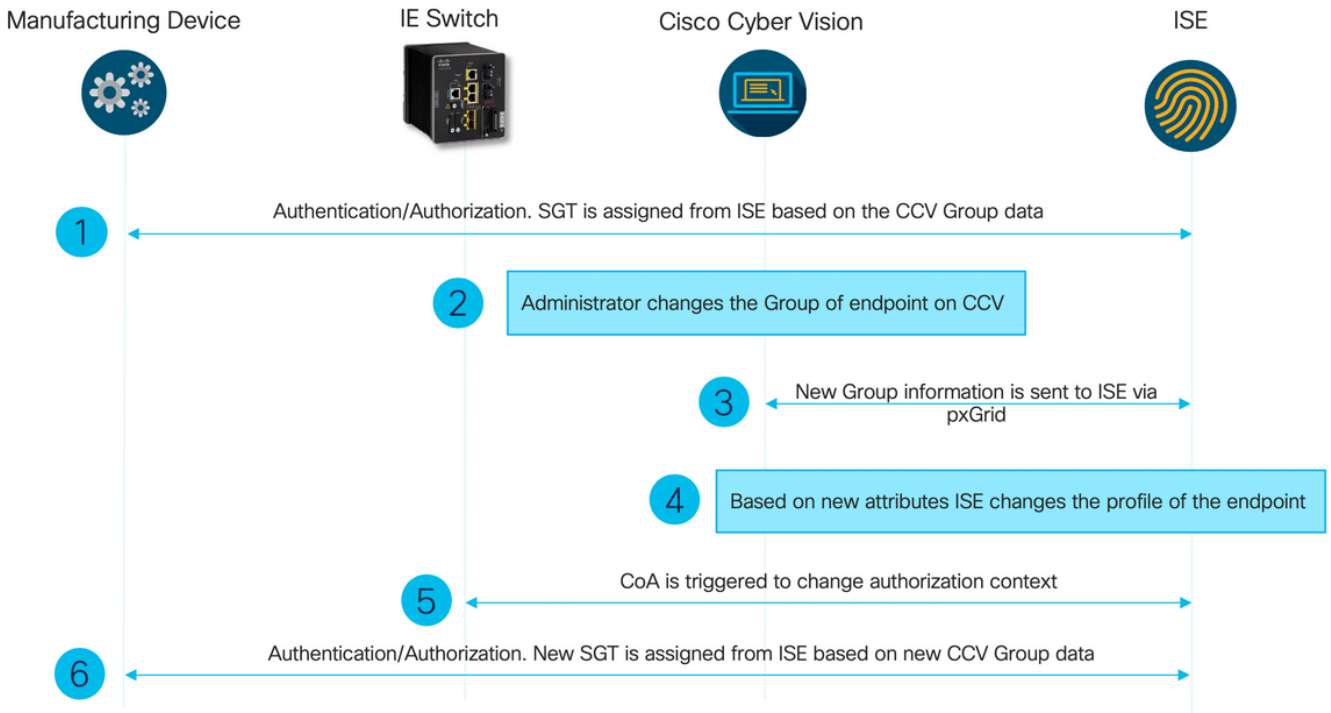 Manufacturing Device
IE Switch
Cisco Cyber Vision
ISE
1
Authentication/Authorization. SGT is assigned from ISE based on the CCV Group data
2
Administrator changes the Group of endpoint on CCV
3
New Group information is sent to ISE via
pxGrid
4
Based on new attributes ISE changes the profile of the endpoint
5
CoA is triggered to change authorization context
6
Authentication/Authorization. New SGT is assigned from ISE based on new CCV Group data